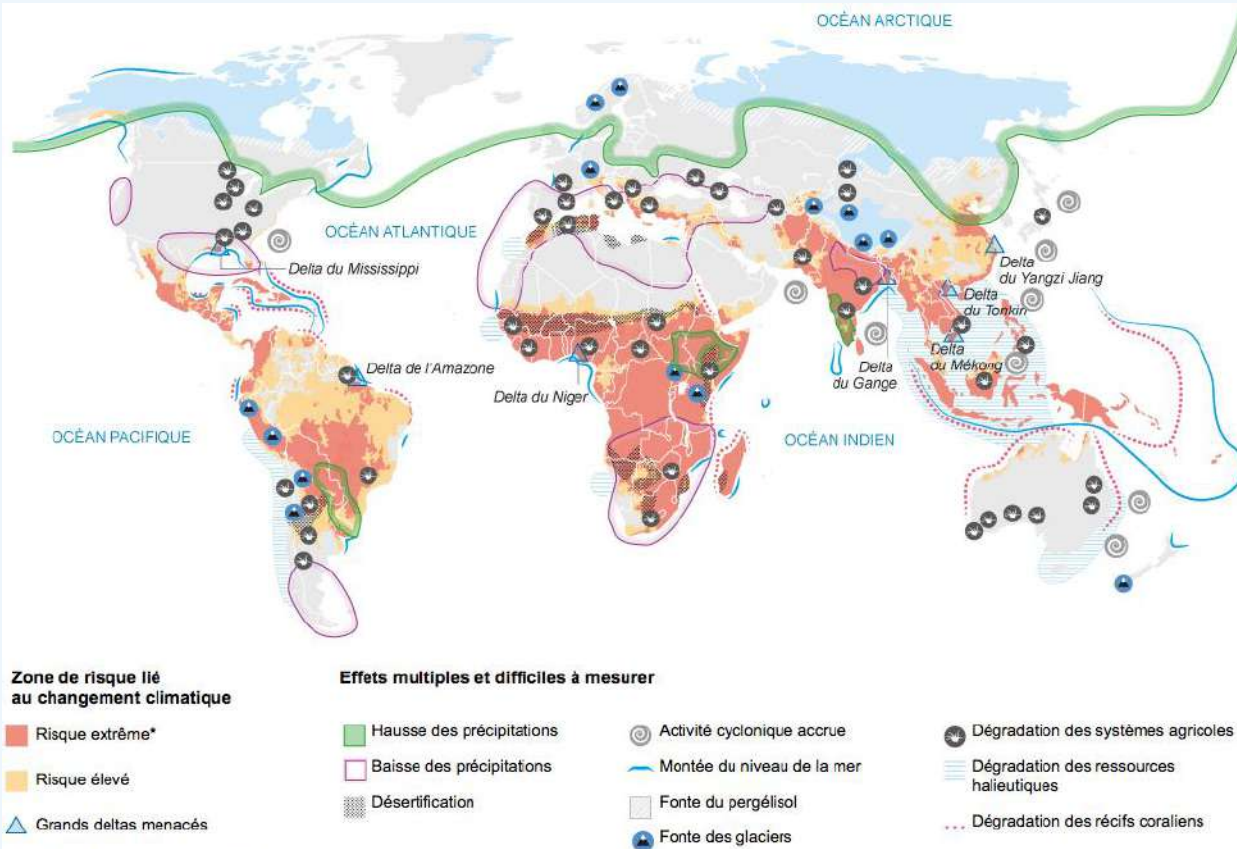 OCÉAN ARCTIQUE
OCÉAN ATLANTIQUE
Delta du Mississippi
Delta
du Yangzi Jiang
Delta
du Tonkin
Delta de l'Amazone
Delta du Niger
Delta
du Gange
Delta
du Mékong
OCÉAN PACIFIQUE
OCÉAN INDIEN
Zone de risque lié
au changement climatique
Risque extrême*
Risque élevé
Grands deltas menacés
Effets multiples et difficiles à mesurer
Hausse des précipitations
Baisse des précipitations
Désertification
Activité cyclonique accrue
Montée du niveau de la mer
Fonte du pergélisol
Fonte des glaciers
Dégradation des systèmes agricoles
Dégradation des ressources
halieutiques
Dégradation des récifs coraliens